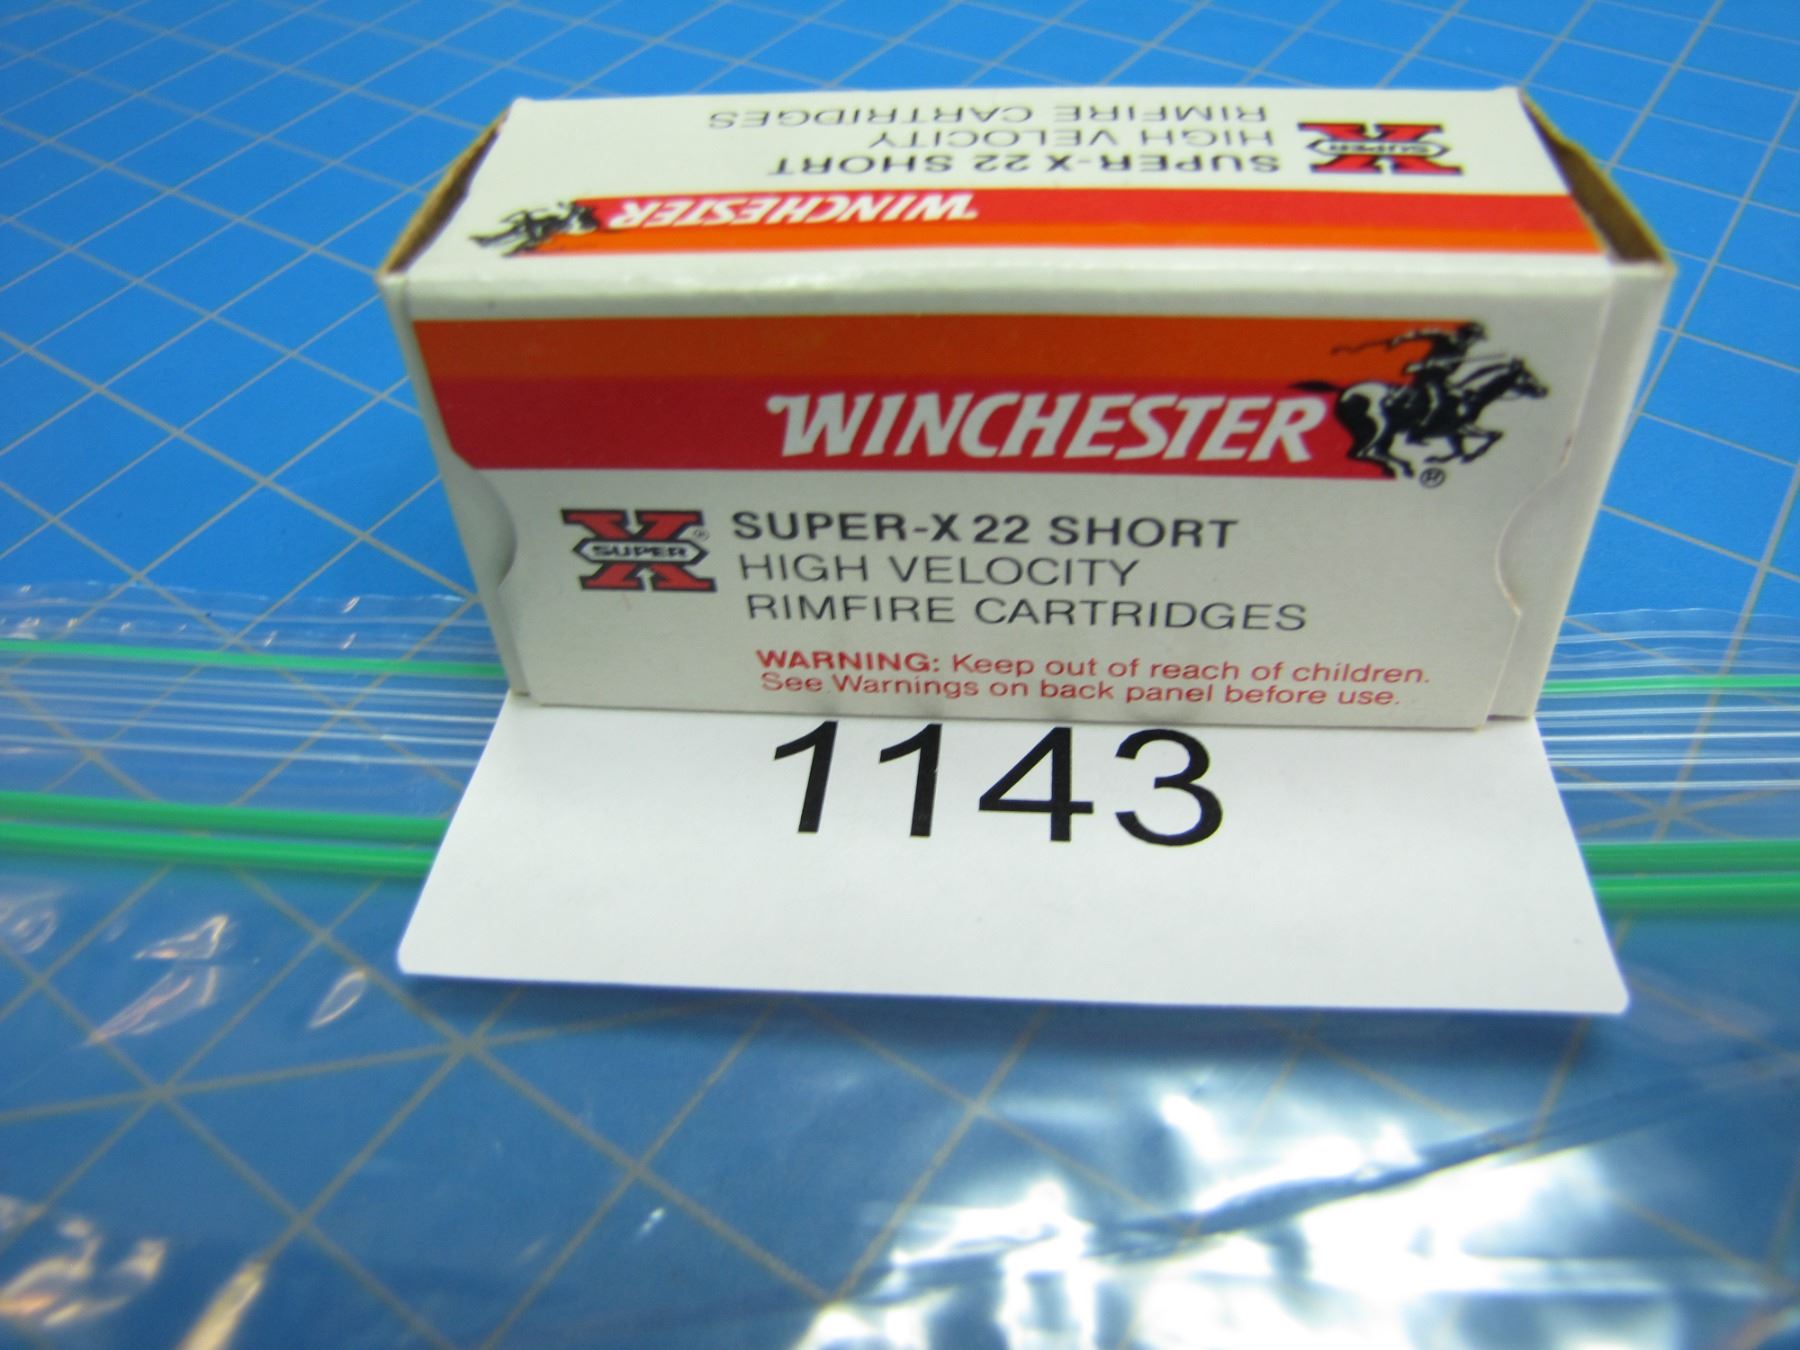 RIMFIRE CARTRIDGES
HIGH VELOCITY
SUPER-X 22 SHORT
X SUPER
WINCHESTER
WINCHESTER
®
X SUPER ®
SUPER-X 22 SHORT
HIGH VELOCITY
RIMFIRE CARTRIDGES
WARNING: Keep out of reach of children.
See Warnings on back panel before use.
1143